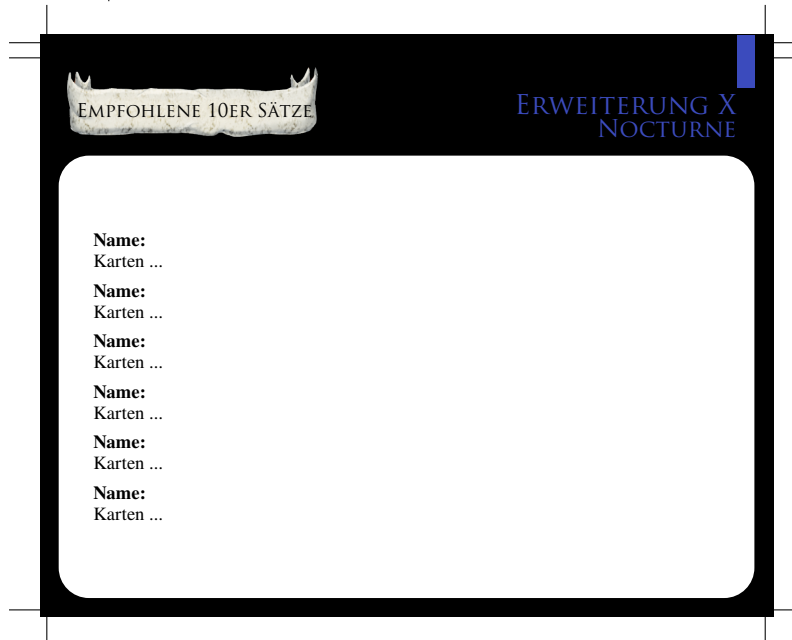 Empfohlene 10er Sätze
Erweiterung X
Nocturne
Name:
Karten ...
Name:
Karten ...
Name:
Karten ...
Name:
Karten ...
Name:
Karten ...
Name:
Karten ...